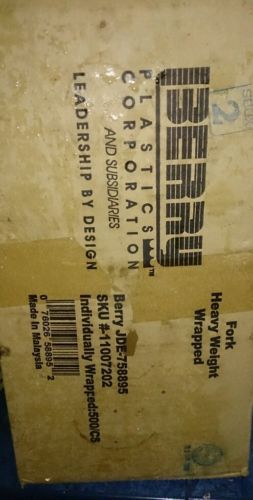 BERRY
PLASTICS™
CORPORATION
AND SUBSIDIARIES
LEADERSHIP BY DESIGN
2
Fork
Heavy Weight
Wrapped
Berry JDE-758895
SKU #-11007202
Individually Wrapped:500/CS
0 76026 58895 2
Made In Malaysia